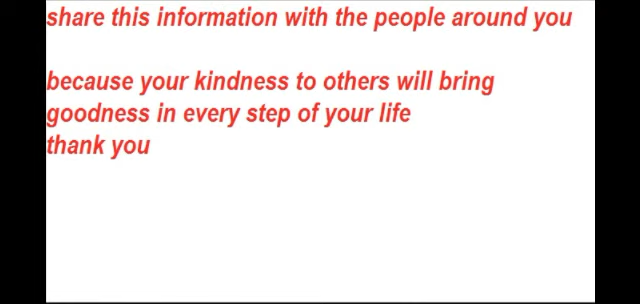 share this information with the people around you
because your kindness to others will bring
goodness in every step of your life
thank you